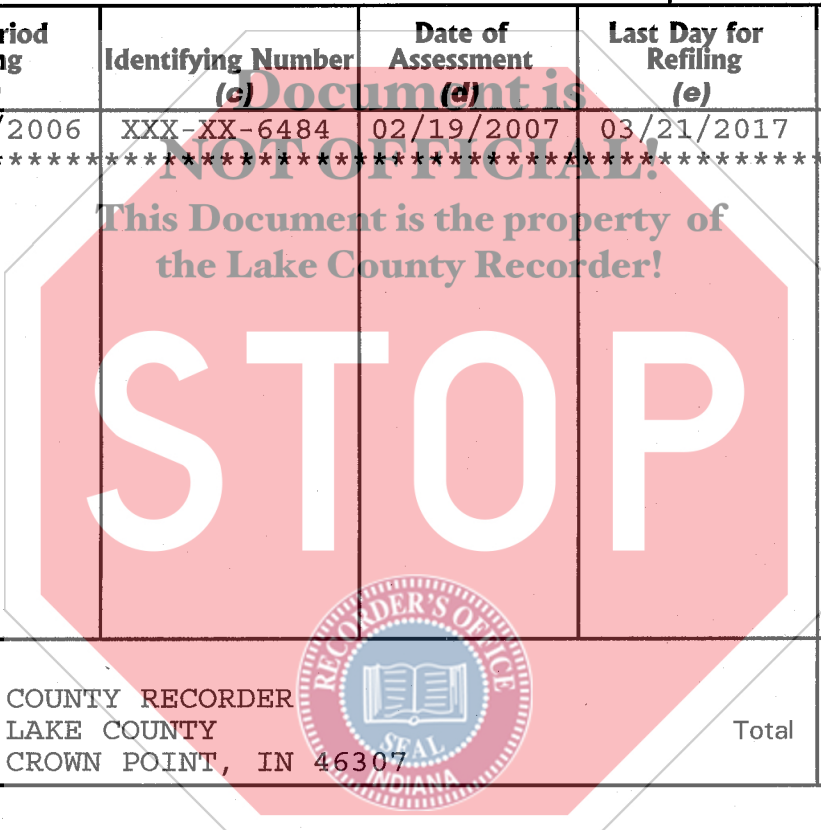 riod
ng
Identifying Number
(c)
Date of
Assessment
(d)
Last Day for
Refiling
(e)
Document is
/2006 XXX-XX-6484 02/19/2007 03/21/2017
****************************************************
NOT OFFICIAL!
This Document is the property of
the Lake County Recorder!
STOP
RECORDER'S OFFICE
SEAL
INDIANA
COUNTY RECORDER
LAKE COUNTY
CROWN POINT, IN 46307
Total